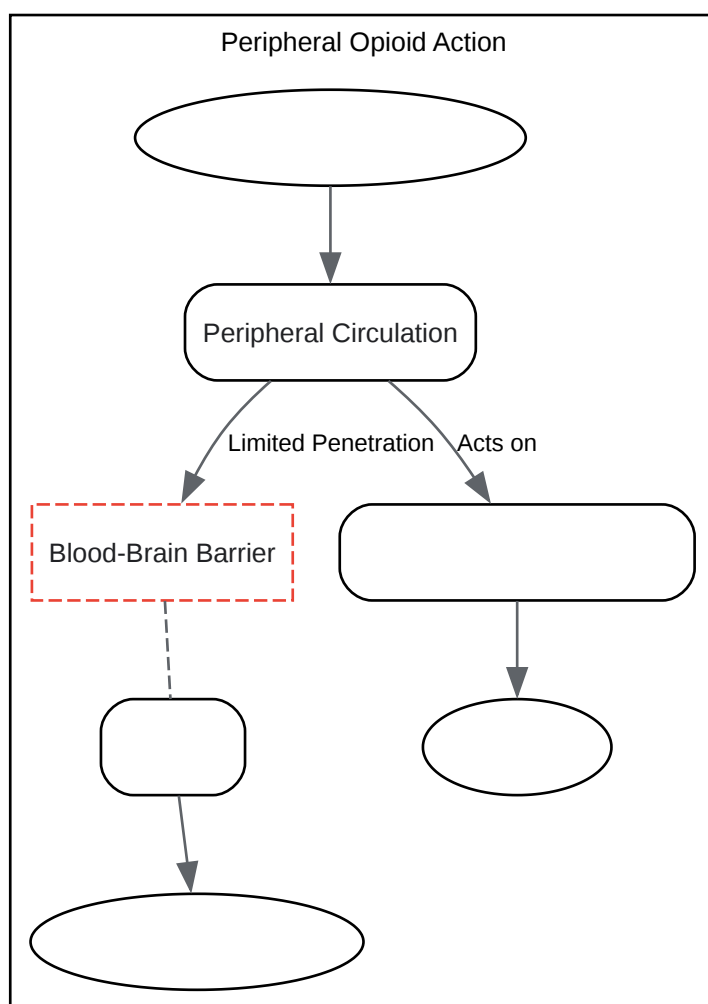 Peripheral Opioid Action
Peripheral Circulation
Limited Penetration
Acts on
Blood-Brain Barrier